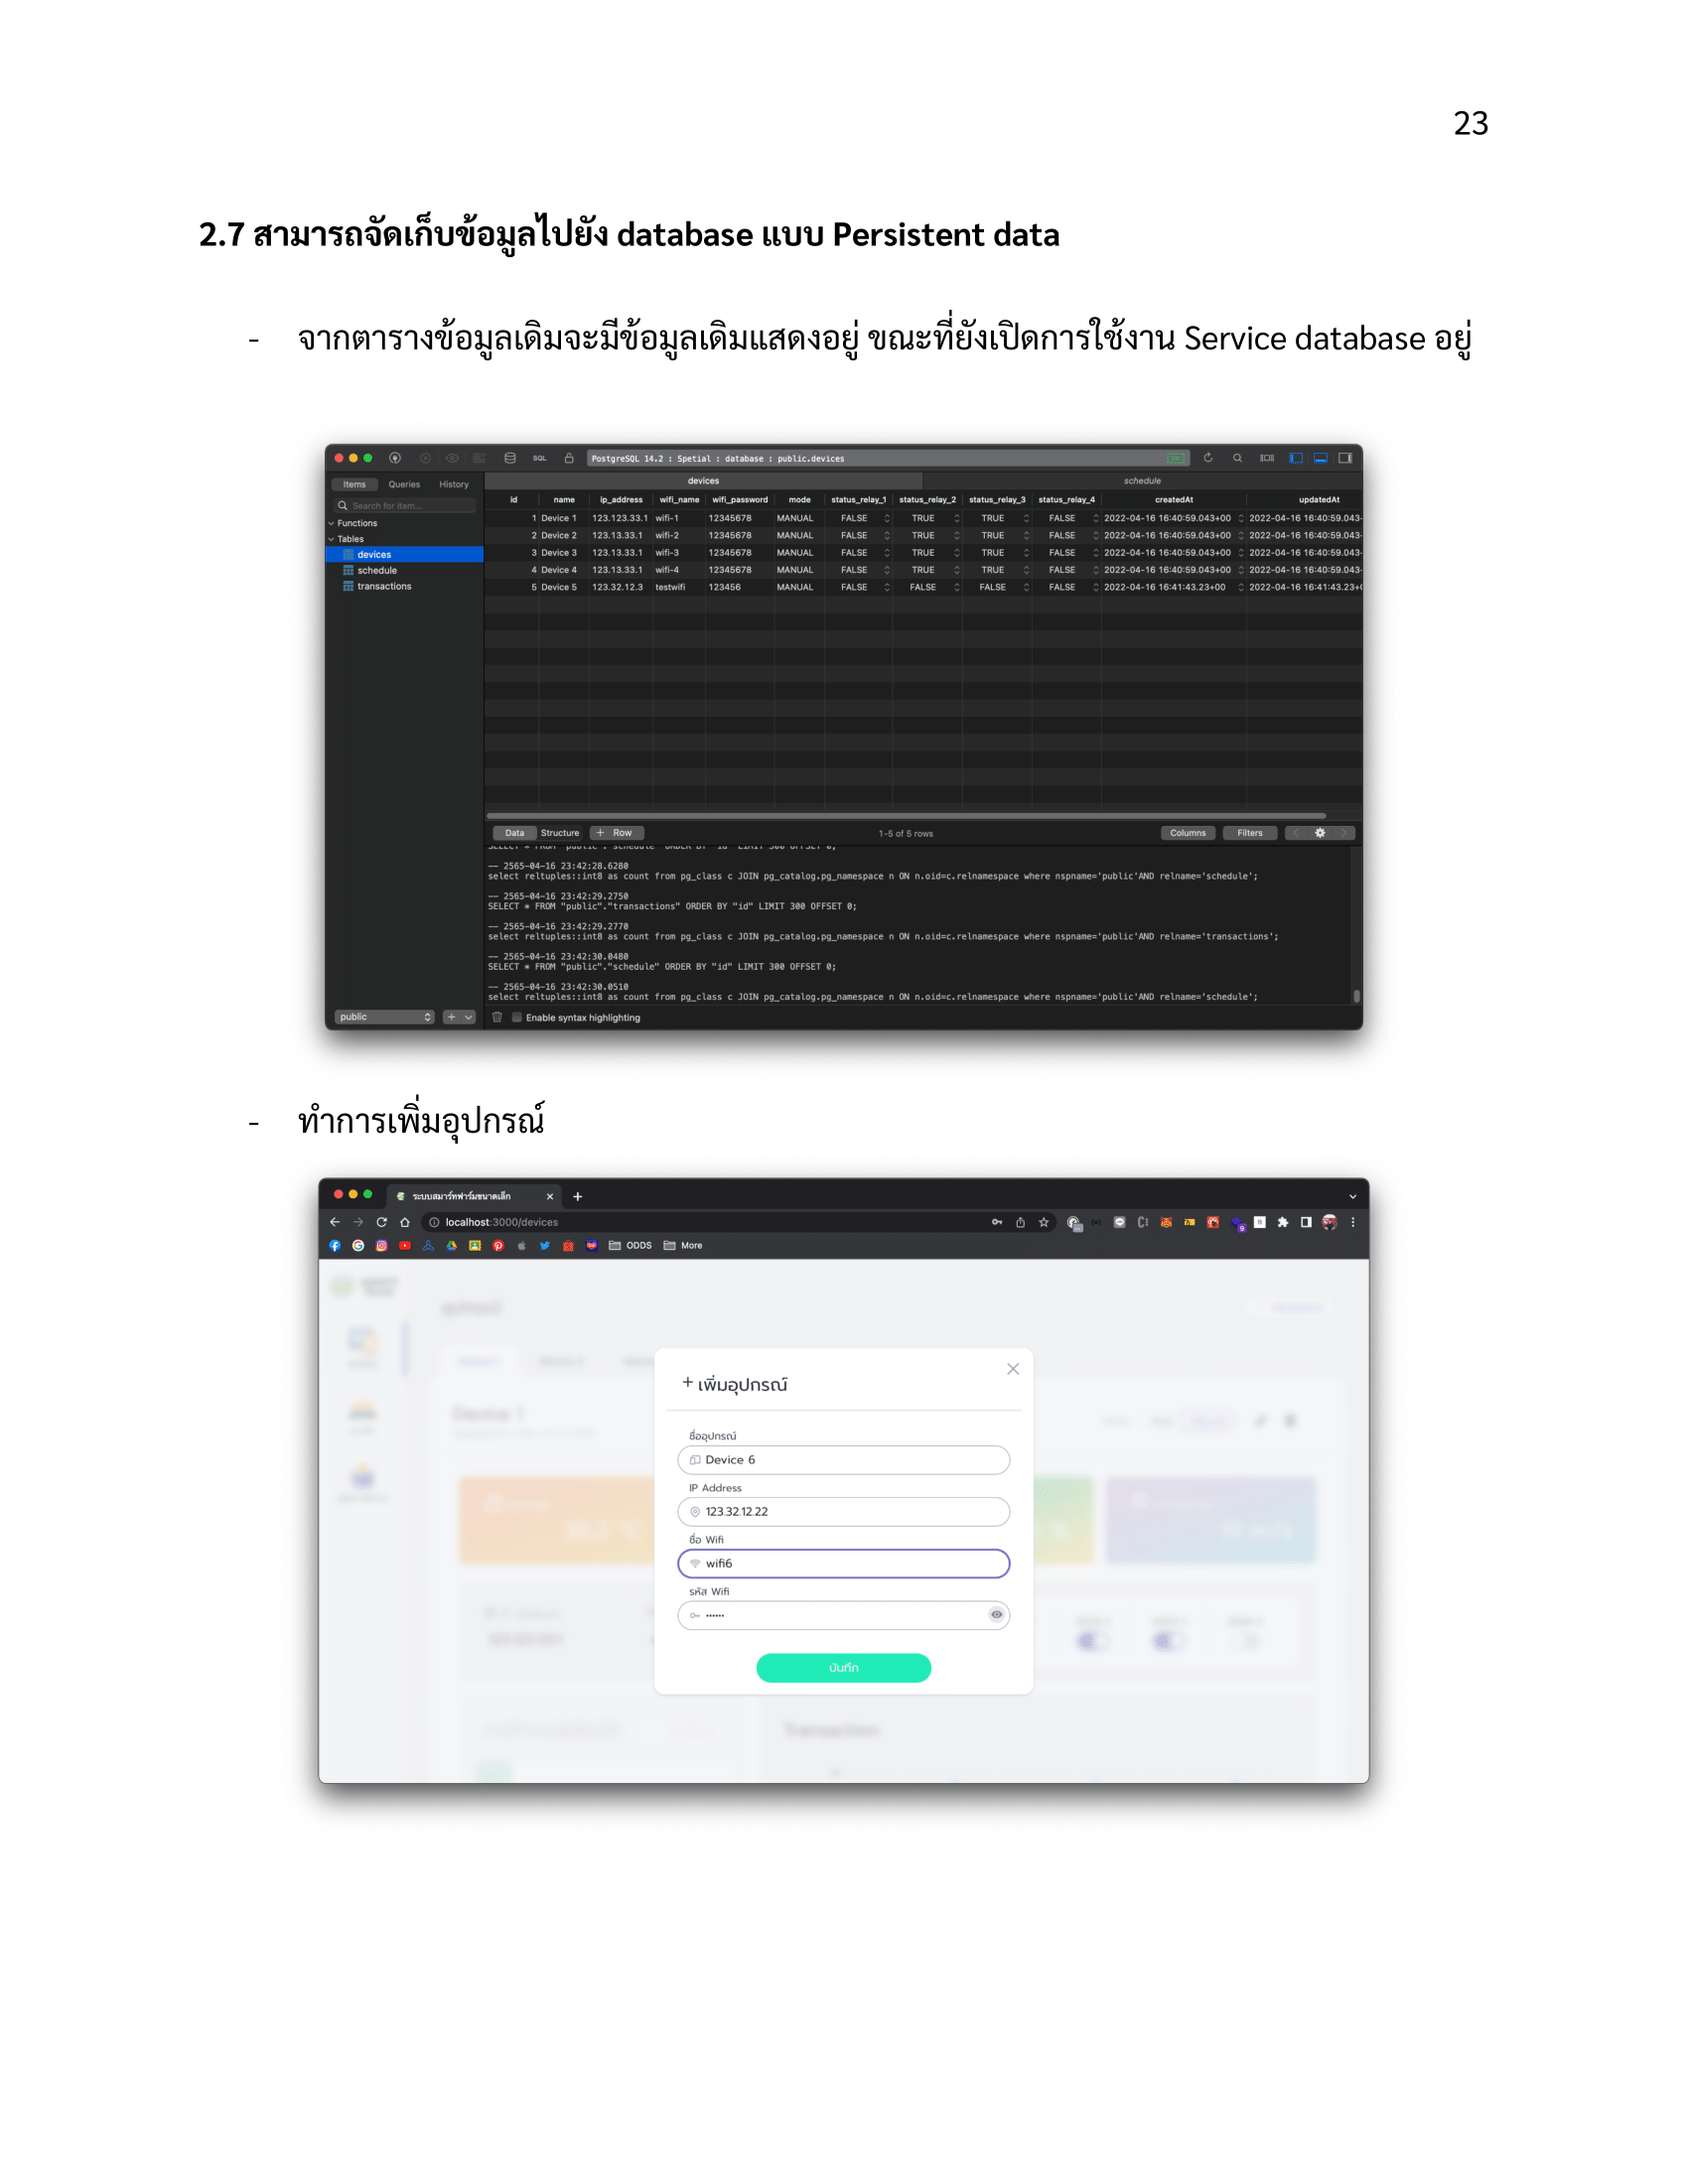 23
2.7 สามารถจัดเก็บข้อมูลไปยัง database แบบ Persistent data
- จากตารางข้อมูลเดิมจะมีข้อมูลเดิมแสดงอยู่ ขณะที่ยังเปิดการใช้งาน Service database อยู่
SQL PostgreSQL 14.2 : Spetial : database : public.devices
Items Queries History devices schedule
Search for item...
id name ip_address wifi_name wifi_password mode status_relay_1 status_relay_2 status_relay_3 status_relay_4 createdAt updatedAt
Functions
Tables
devices
schedule
transactions
1 Device 1 123.123.33.1 wifi-1 12345678 MANUAL FALSE TRUE TRUE FALSE 2022-04-16 16:40:59.043+00 2022-04-16 16:40:59.043-
2 Device 2 123.13.33.1 wifi-2 12345678 MANUAL FALSE TRUE TRUE FALSE 2022-04-16 16:40:59.043+00 2022-04-16 16:40:59.043-
3 Device 3 123.13.33.1 wifi-3 12345678 MANUAL FALSE TRUE TRUE FALSE 2022-04-16 16:40:59.043+00 2022-04-16 16:40:59.043-
4 Device 4 123.13.33.1 wifi-4 12345678 MANUAL FALSE TRUE TRUE FALSE 2022-04-16 16:40:59.043+00 2022-04-16 16:40:59.043-
5 Device 5 123.32.12.3 testwifi 123456 MANUAL FALSE FALSE FALSE FALSE 2022-04-16 16:41:43.23+00 2022-04-16 16:41:43.23+
Data Structure + Row 1-5 of 5 rows Columns Filters
SELECT * FROM "public"."schedule" ORDER BY "id" LIMIT 300 OFFSET 0;
-- 2565-04-16 23:42:28.6280
select reltuples::int8 as count from pg_class c JOIN pg_catalog.pg_namespace n ON n.oid=c.relnamespace where nspname='public'AND relname='schedule';
-- 2565-04-16 23:42:29.2750
SELECT * FROM "public"."transactions" ORDER BY "id" LIMIT 300 OFFSET 0;
-- 2565-04-16 23:42:29.2770
select reltuples::int8 as count from pg_class c JOIN pg_catalog.pg_namespace n ON n.oid=c.relnamespace where nspname='public'AND relname='transactions';
-- 2565-04-16 23:42:30.0480
SELECT * FROM "public"."schedule" ORDER BY "id" LIMIT 300 OFFSET 0;
-- 2565-04-16 23:42:30.0510
select reltuples::int8 as count from pg_class c JOIN pg_catalog.pg_namespace n ON n.oid=c.relnamespace where nspname='public'AND relname='schedule';
public Enable syntax highlighting
- ทำการเพิ่มอุปกรณ์
ระบบสมาร์ทฟาร์มขนาดเล็ก
localhost:3000/devices
ODDS More
Device 1
+ เพิ่มอุปกรณ์
ชื่ออุปกรณ์
Device 6
IP Address
123.32.12.22
ชื่อ Wifi
wifi6
รหัส Wifi
••••••
บันทึก
Transaction